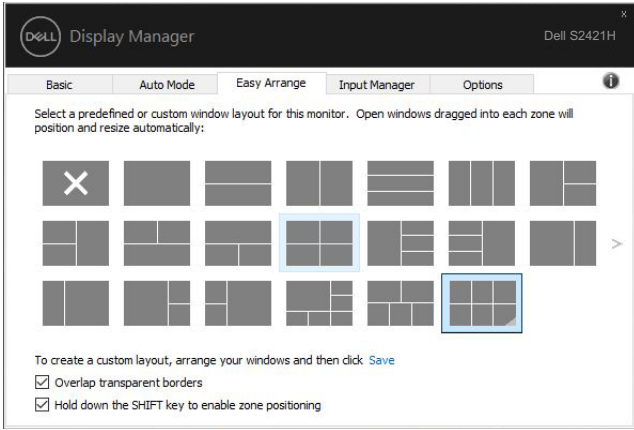 x
DELL Display Manager Dell S2421H
Basic Auto Mode Easy Arrange Input Manager Options i
Select a predefined or custom window layout for this monitor. Open windows dragged into each zone will
position and resize automatically:
>
To create a custom layout, arrange your windows and then click Save
Overlap transparent borders
Hold down the SHIFT key to enable zone positioning